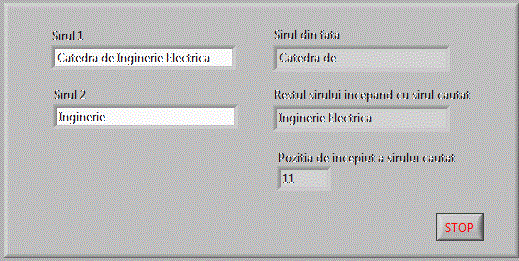 Sirul 1
Catedra de Inginerie Electrica
Sirul 2
Inginerie
Sirul din fata
Catedra de
Restul sirului incepand cu sirul cautat
Inginerie Electrica
Pozitia de inceput a sirului cautat
11
STOP